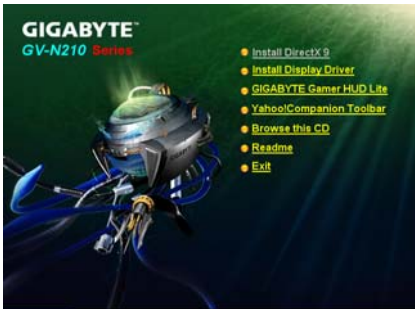 GIGABYTE™
GV-N210 Series
Install DirectX 9
Install Display Driver
GIGABYTE Gamer HUD Lite
Yahoo!Companion Toolbar
Browse this CD
Readme
Exit
GIGABYTE